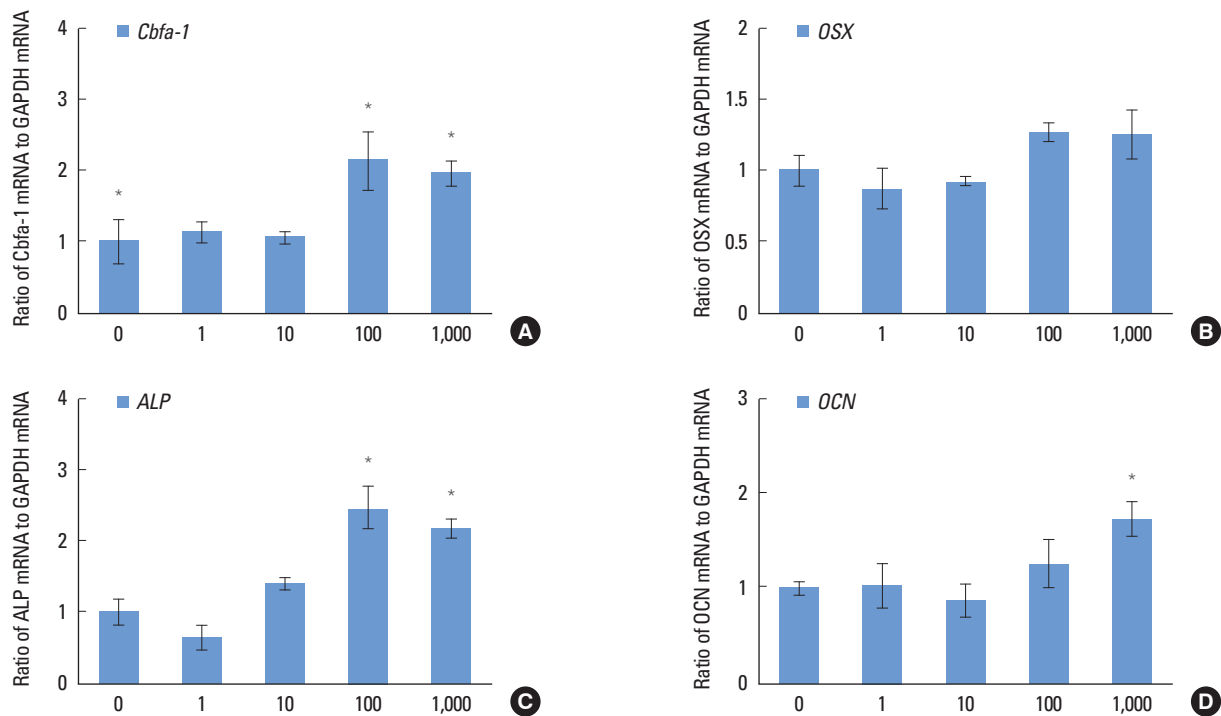 Ratio of Cbfa-1 mRNA to GAPDH mRNA
4
3
2
1
0
Cbfa-1
*
*
*
0 1 10 100 1,000
A
Ratio of OSX mRNA to GAPDH mRNA
2
1.5
1
0.5
0
OSX
0 1 10 100 1,000
B
Ratio of ALP mRNA to GAPDH mRNA
4
3
2
1
0
ALP
*
*
0 1 10 100 1,000
C
Ratio of OCN mRNA to GAPDH mRNA
3
2
1
0
OCN
*
0 1 10 100 1,000
D